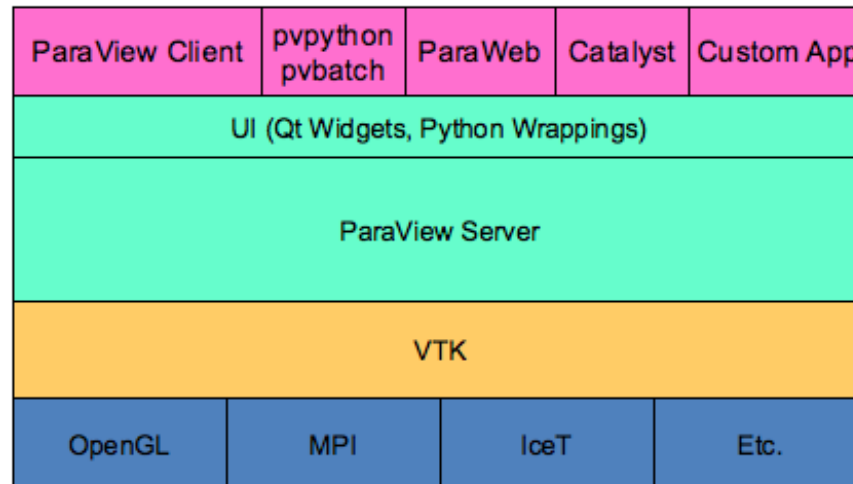 ParaView Client
pvpython
pvbatch
ParaWeb
Catalyst
Custom App
UI (Qt Widgets, Python Wrappings)
ParaView Server
VTK
OpenGL
MPI
IceT
Etc.